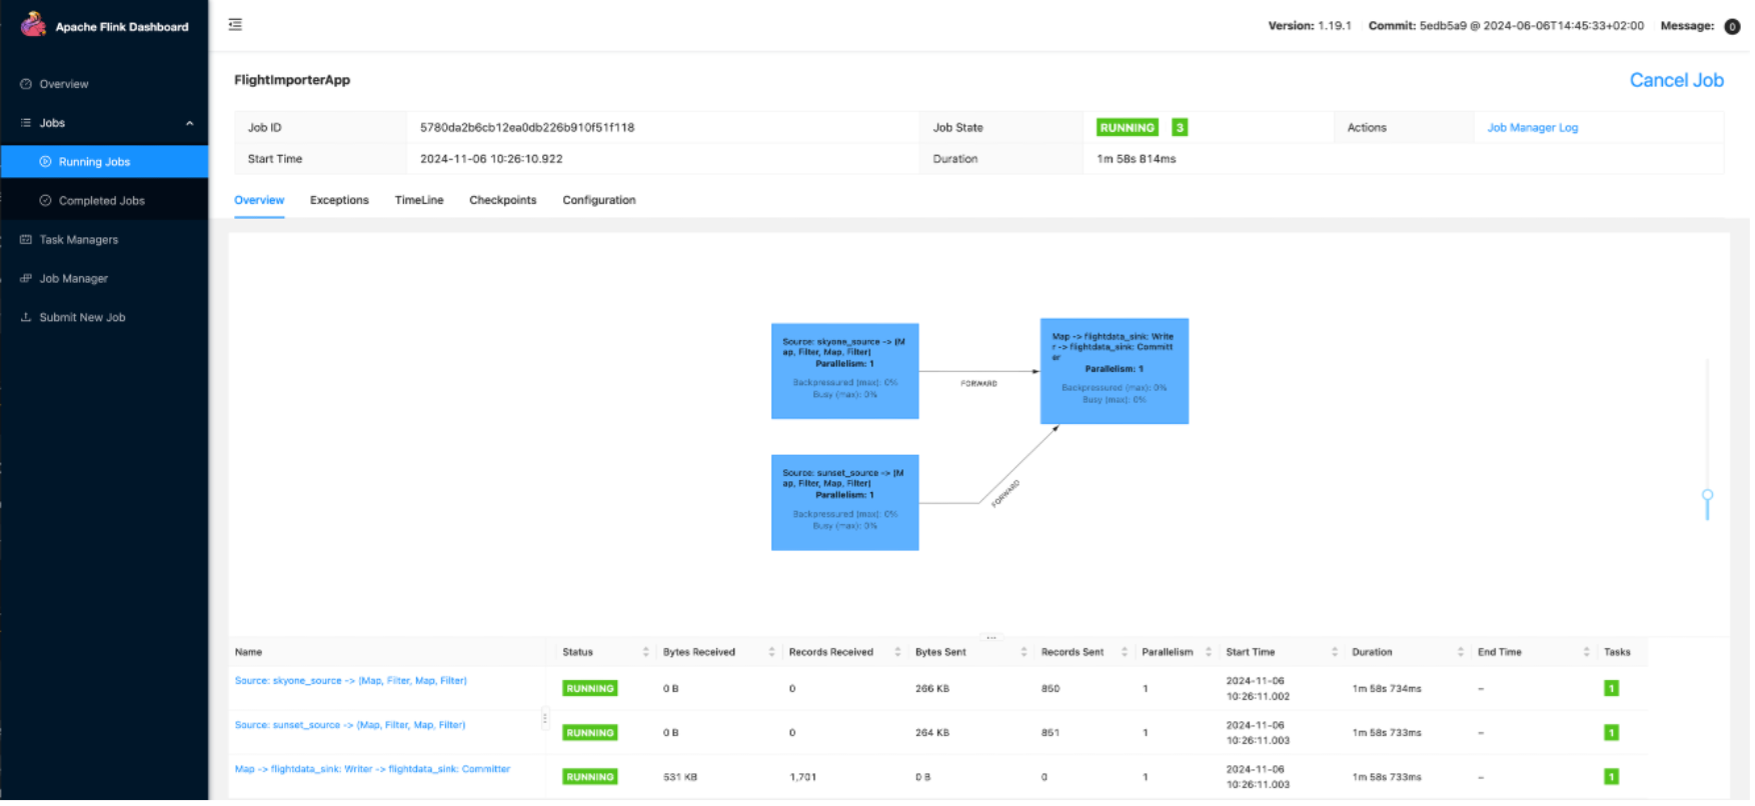 Apache Flink Dashboard
Version: 1.19.1 Commit: 5edb5a9 @ 2024-06-06T14:45:33+02:00 Message: 0
Overview
Jobs
Running Jobs
Completed Jobs
Task Managers
Job Manager
Submit New Job
FlightImporterApp
Cancel Job
Job ID 5780da2b6cb12ea0db226b910f51f118 Job State RUNNING 3 Actions Job Manager Log
Start Time 2024-11-06 10:26:10.922 Duration 1m 58s 814ms
Overview Exceptions TimeLine Checkpoints Configuration
Source: skyone_source -> (M
ap, Filter, Map, Filter)
Parallelism: 1
Backpressured (max): 0%
Busy (max): 0%
FORWARD
Map -> flightdata_sink: Write
r -> flightdata_sink: Committ
er
Parallelism: 1
Backpressured (max): 0%
Busy (max): 0%
Source: sunset_source -> (M
ap, Filter, Map, Filter)
Parallelism: 1
Backpressured (max): 0%
Busy (max): 0%
FORWARD
Name Status Bytes Received Records Received Bytes Sent Records Sent Parallelism Start Time Duration End Time Tasks
Source: skyone_source -> (Map, Filter, Map, Filter) RUNNING 0 B 0 266 KB 850 1 2024-11-06 10:26:11.002 1m 58s 734ms – 1
Source: sunset_source -> (Map, Filter, Map, Filter) RUNNING 0 B 0 264 KB 851 1 2024-11-06 10:26:11.003 1m 58s 733ms – 1
Map -> flightdata_sink: Writer -> flightdata_sink: Committer RUNNING 531 KB 1,701 0 B 0 1 2024-11-06 10:26:11.003 1m 58s 733ms – 1